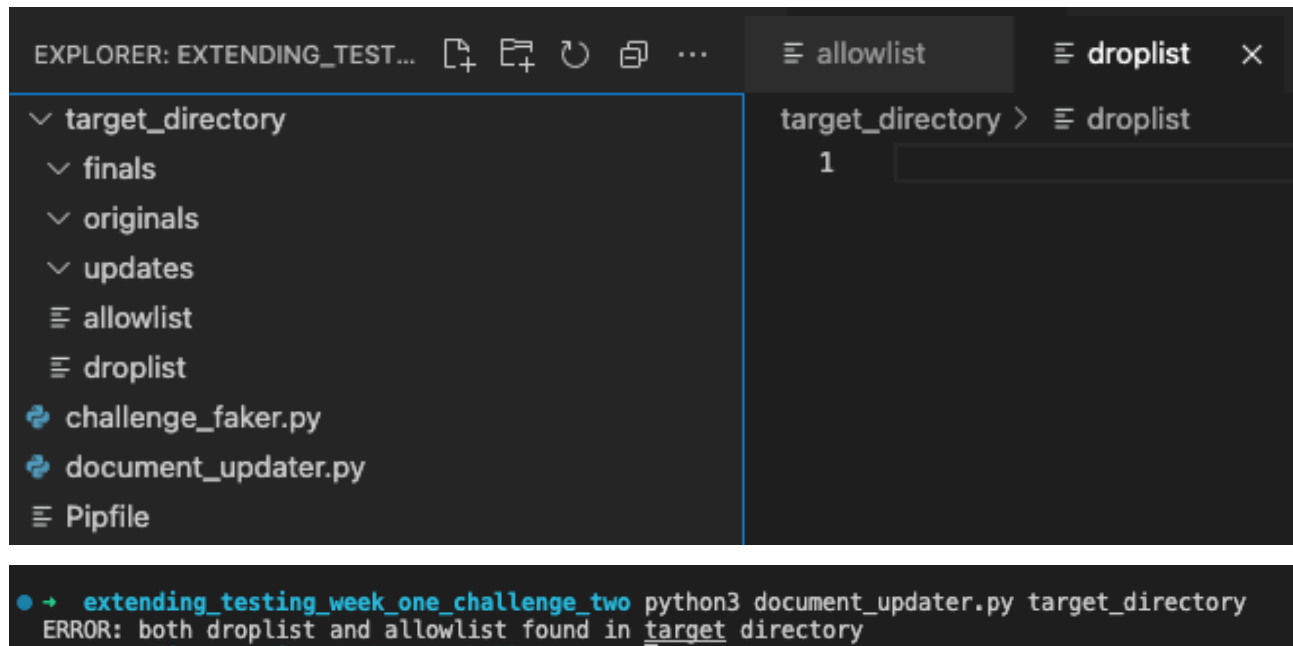 EXPLORER: EXTENDING_TEST...
target_directory
finals
originals
updates
allowlist
droplist
challenge_faker.py
document_updater.py
Pipfile
allowlist
droplist
target_directory > droplist
1
extending_testing_week_one_challenge_two python3 document_updater.py target_directory
ERROR: both droplist and allowlist found in target directory